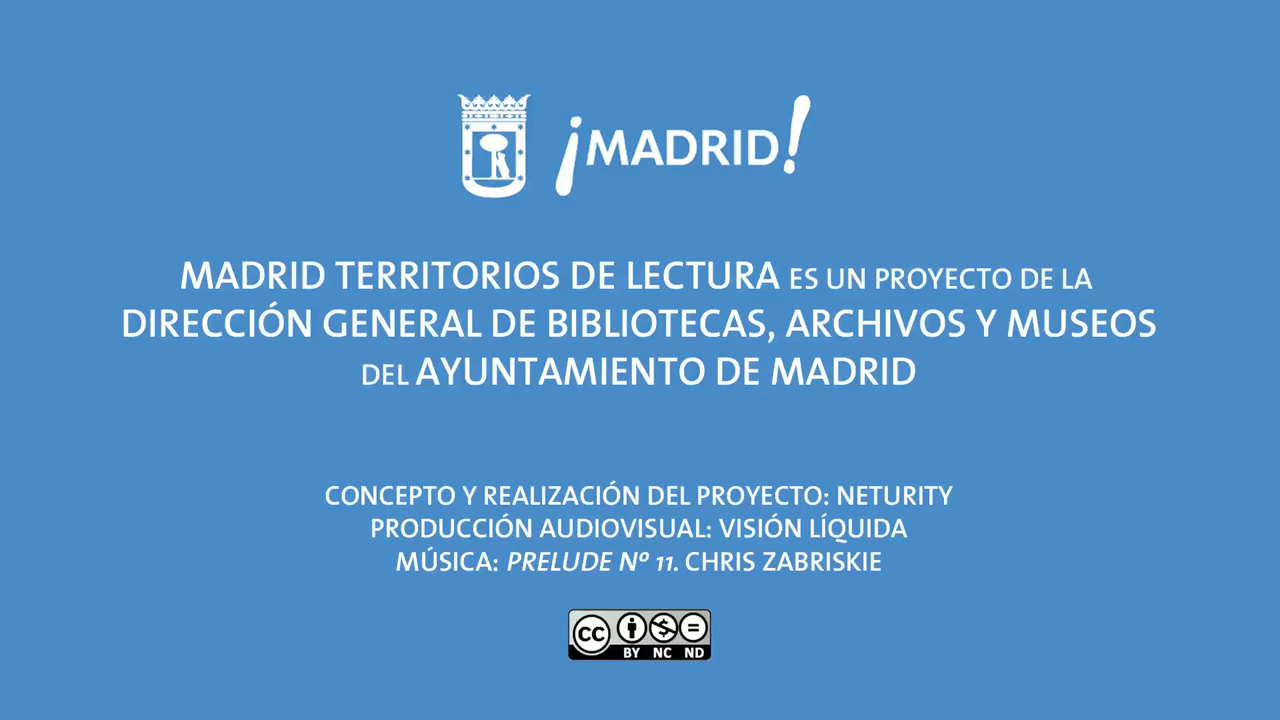 ¡MADRID!
MADRID TERRITORIOS DE LECTURA ES UN PROYECTO DE LA
DIRECCIÓN GENERAL DE BIBLIOTECAS, ARCHIVOS Y MUSEOS
DEL AYUNTAMIENTO DE MADRID
CONCEPTO Y REALIZACIÓN DEL PROYECTO: NETURITY
PRODUCCIÓN AUDIOVISUAL: VISIÓN LÍQUIDA
MÚSICA: PRELUDE Nº 11. CHRIS ZABRISKIE
CC
BY NC ND